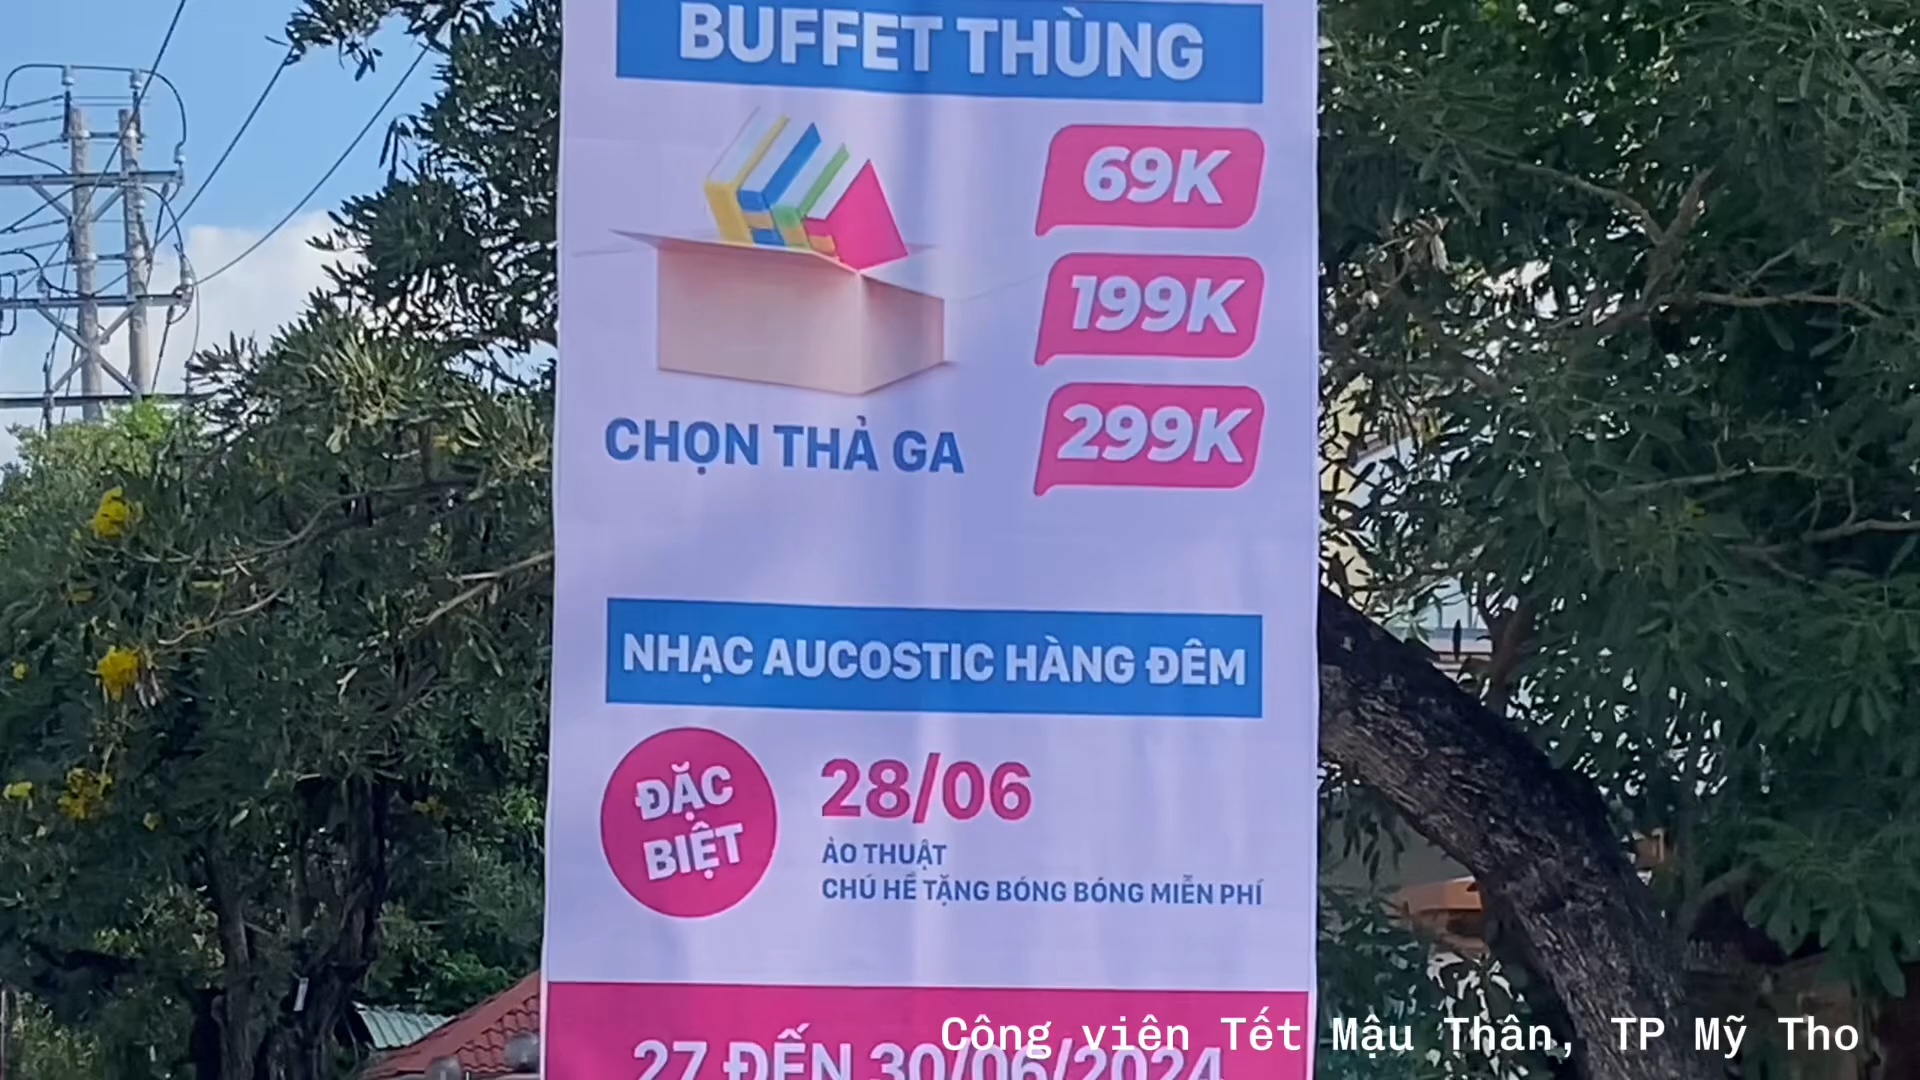 BUFFET THÙNG
69K
199K
299K
CHỌN THẢ GA
NHẠC AUCOSTIC HÀNG ĐÊM
ĐẶC
BIỆT
28/06
ẢO THUẬT
CHÚ HỀ TẶNG BÓNG BÓNG MIỄN PHÍ
27 ĐẾN 30/06/2024
Công viên Tết Mậu Thân, TP Mỹ Tho